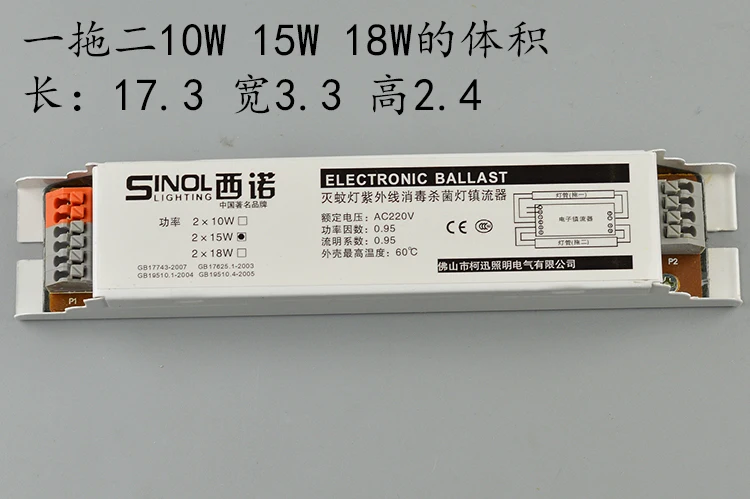 一拖二10W 15W 18W的体积
长：17.3 宽3.3 高2.4
SINOL西诺
LIGHTING 中国著名品牌
功率 2×10W
2×15W
2×18W
GB17743-2007 GB17625.1-2003
GB19510.1-2004 GB19510.4-2005
ELECTRONIC BALLAST
灭蚊灯紫外线消毒杀菌灯镇流器
额定电压：AC220V
功率因数：0.95
流明系数：0.95
外壳最高温度：60℃
CE CCC
灯管(拖一)
电子镇流器
灯管(拖二)
佛山市柯迅照明电气有限公司
P1
P2